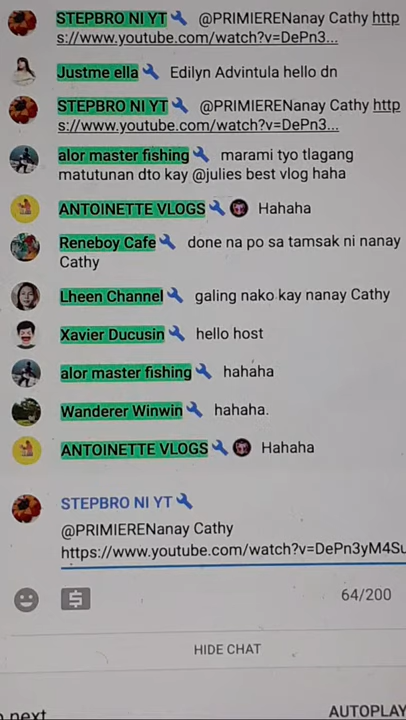 STEPBRO NI YT @PRIMIERENanay Cathy http
s://www.youtube.com/watch?v=DePn3...
Justme ella Edilyn Advintula hello dn
STEPBRO NI YT @PRIMIERENanay Cathy http
s://www.youtube.com/watch?v=DePn3...
alor master fishing marami tyo tlagang
matutunan dto kay @julies best vlog haha
ANTOINETTE VLOGS Hahaha
Reneboy Cafe done na po sa tamsak ni nanay
Cathy
Lheen Channel galing nako kay nanay Cathy
Xavier Ducusin hello host
alor master fishing hahaha
Wanderer Winwin hahaha.
ANTOINETTE VLOGS Hahaha
STEPBRO NI YT
@PRIMIERENanay Cathy
https://www.youtube.com/watch?v=DePn3yM4Su
64/200
HIDE CHAT
next
AUTOPLAY